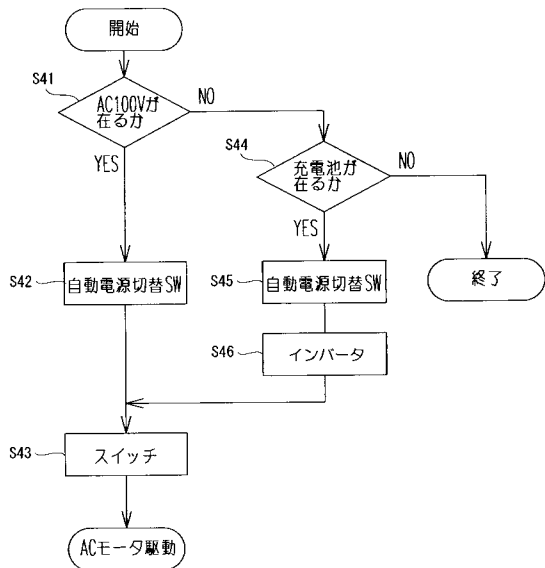 開始
S41
AC100Vが
在るか
NO
YES
S44
充電池が
在るか
NO
YES
S42
自動電源切替SW
S45
自動電源切替SW
終了
S46
インバータ
S43
スイッチ
ACモータ駆動